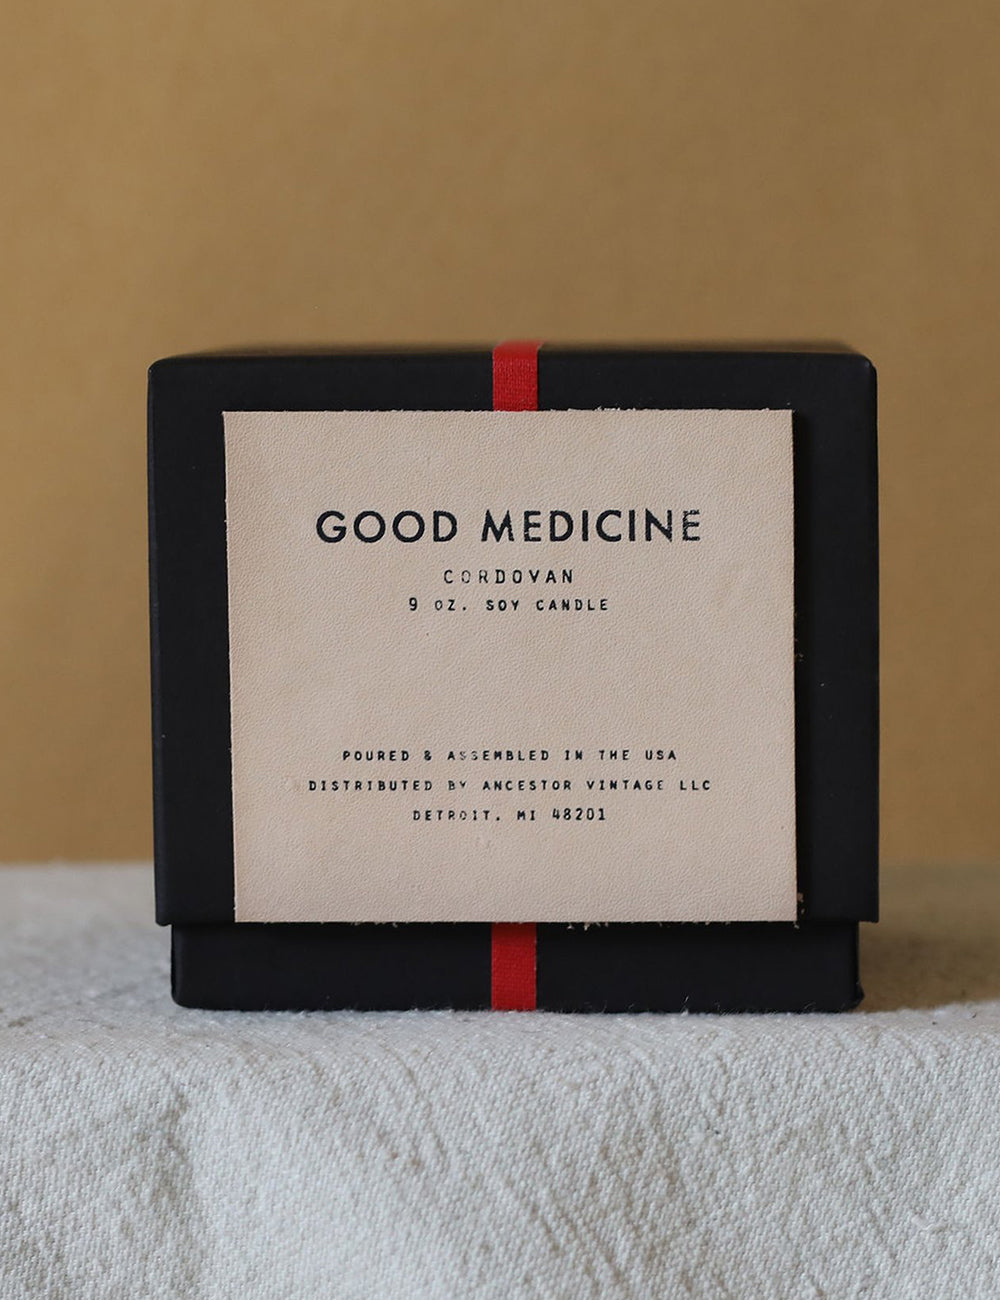 GOOD MEDICINE
CORDOVAN
9 OZ. SOY CANDLE
POURED & ASSEMBLED IN THE USA
DISTRIBUTED BY ANCESTOR VINTAGE LLC
DETROIT, MI 48201